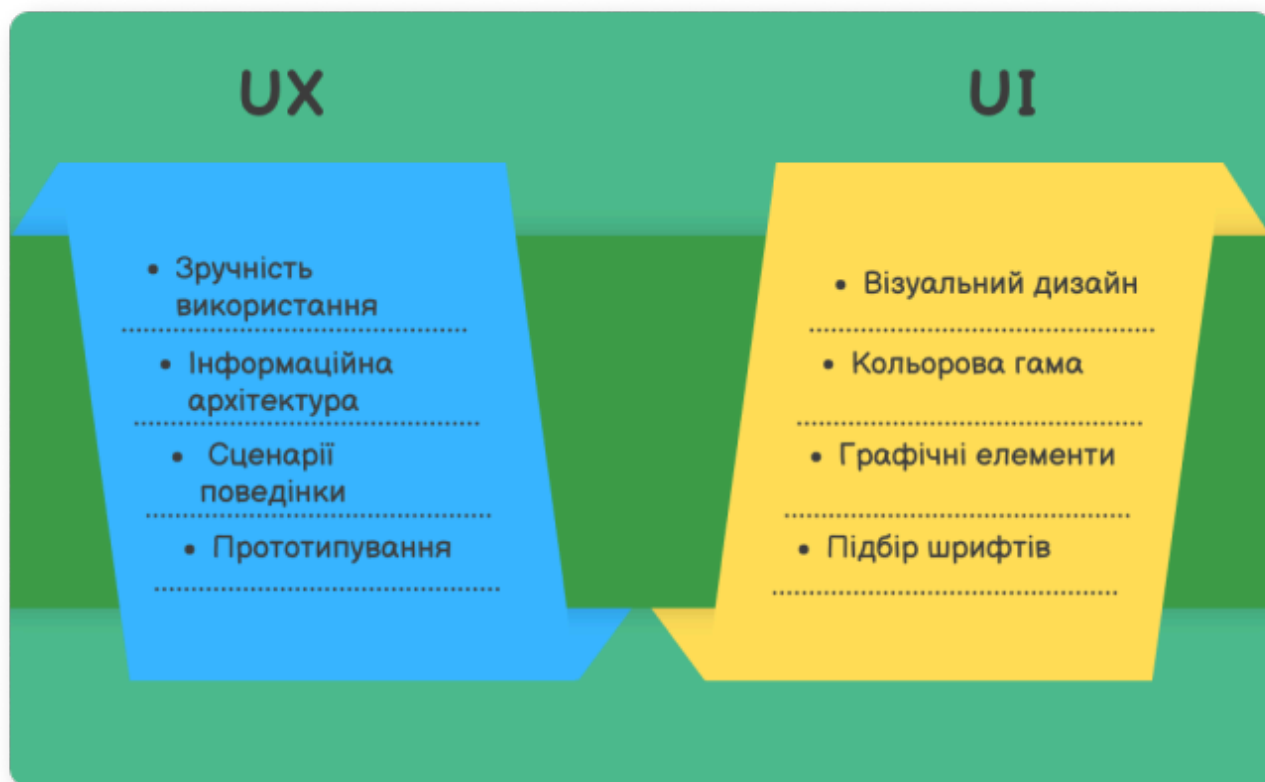 UX
• Зручність
використання
• Інформаційна
архітектура
• Сценарії
поведінки
• Прототипування
UI
• Візуальний дизайн
• Кольорова гама
• Графічні елементи
• Підбір шрифтів